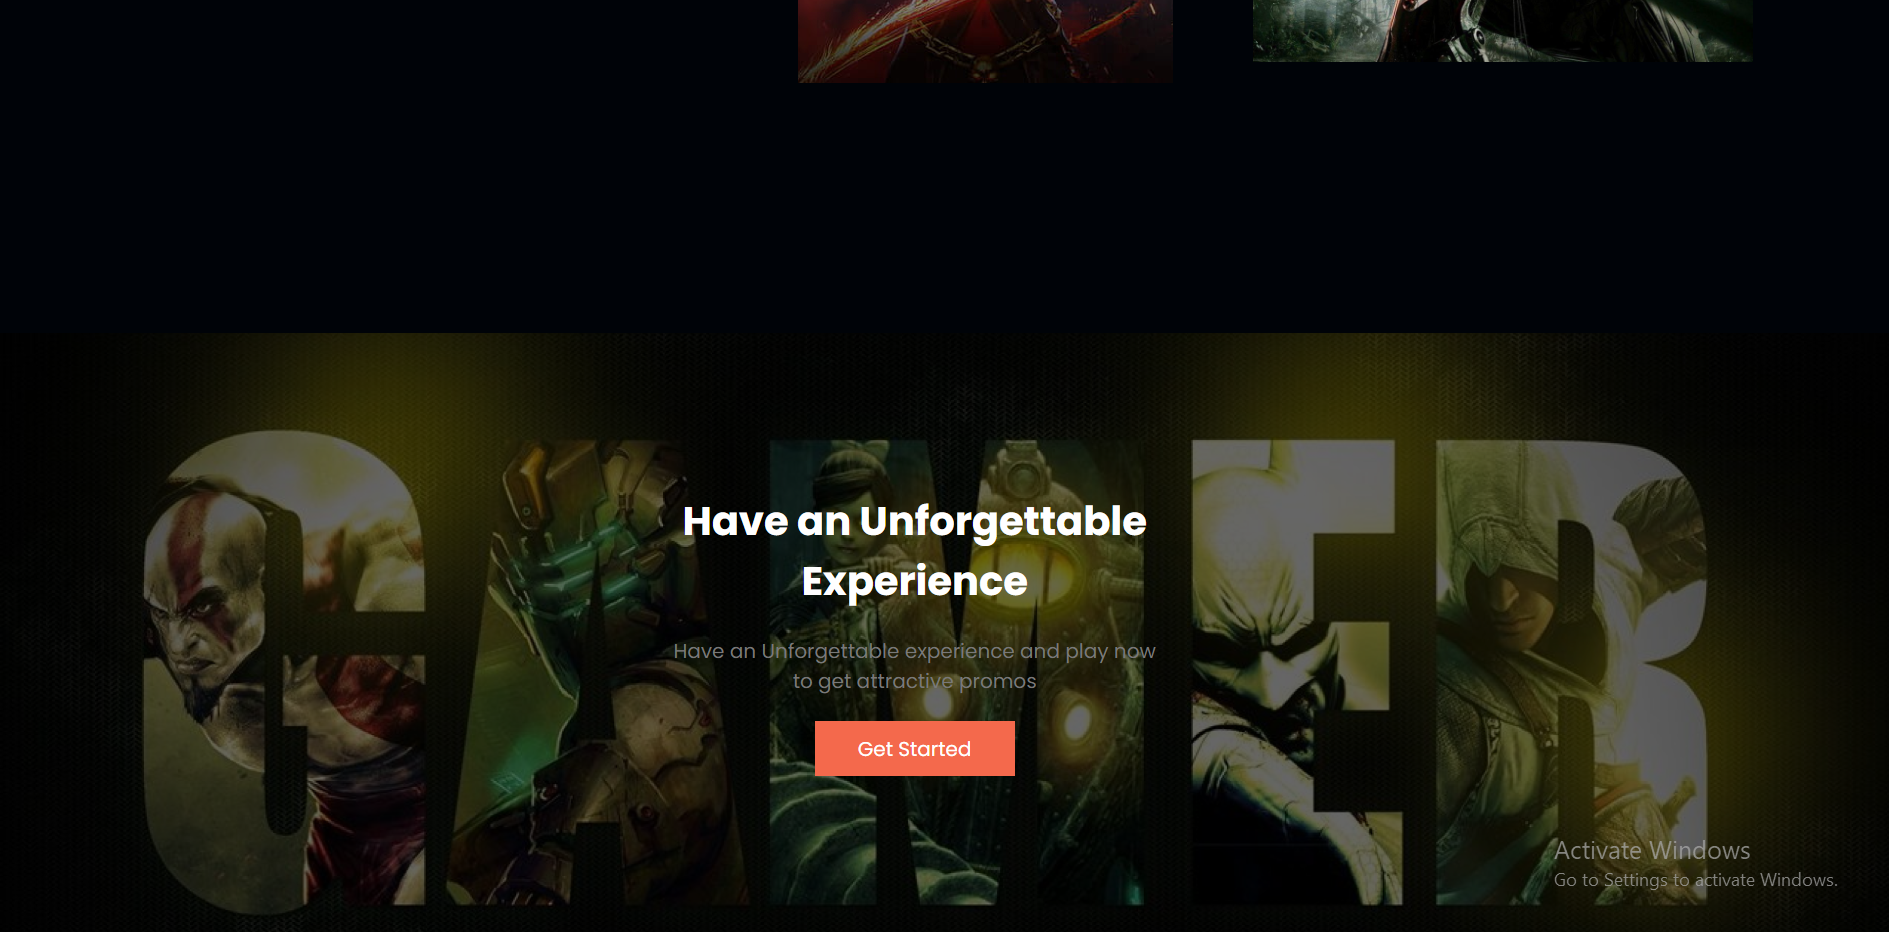 GAMER
Have an Unforgettable
Experience
Have an Unforgettable experience and play now
to get attractive promos
Get Started
Activate Windows
Go to Settings to activate Windows.